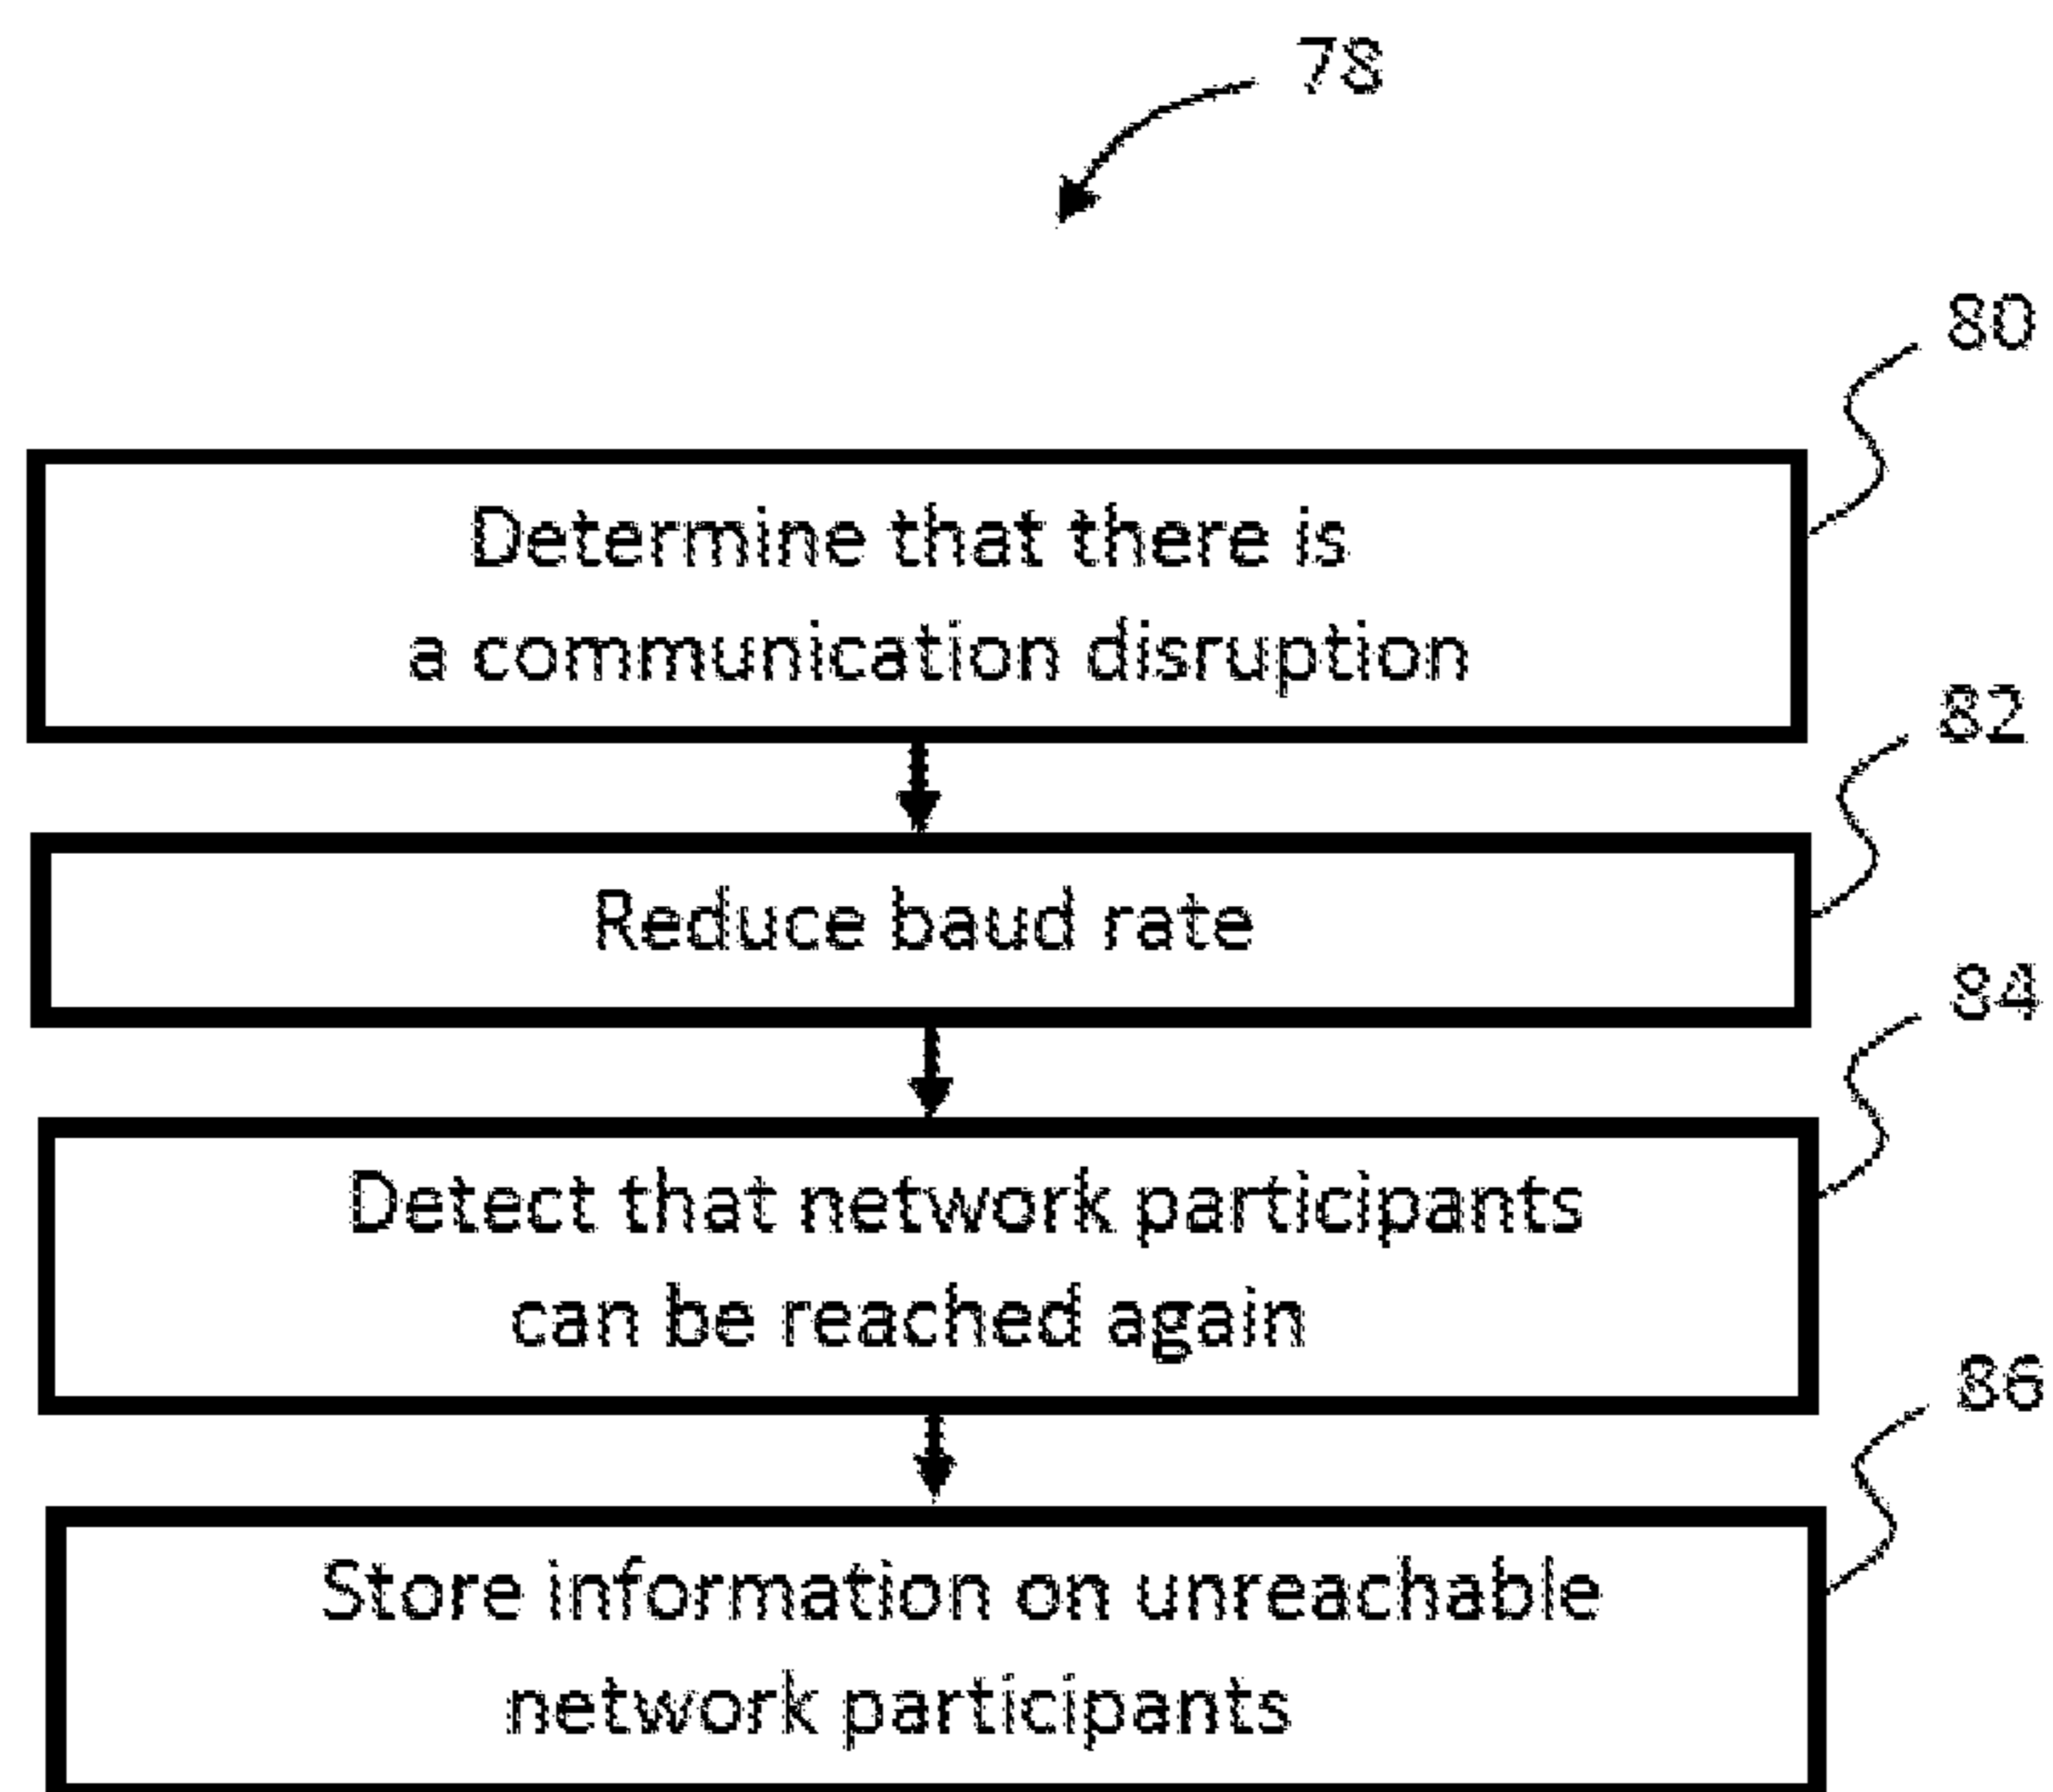 78
80
Determine that there is
a communication disruption
82
Reduce baud rate
84
Detect that network participants
can be reached again
86
Store information on unreachable
network participants